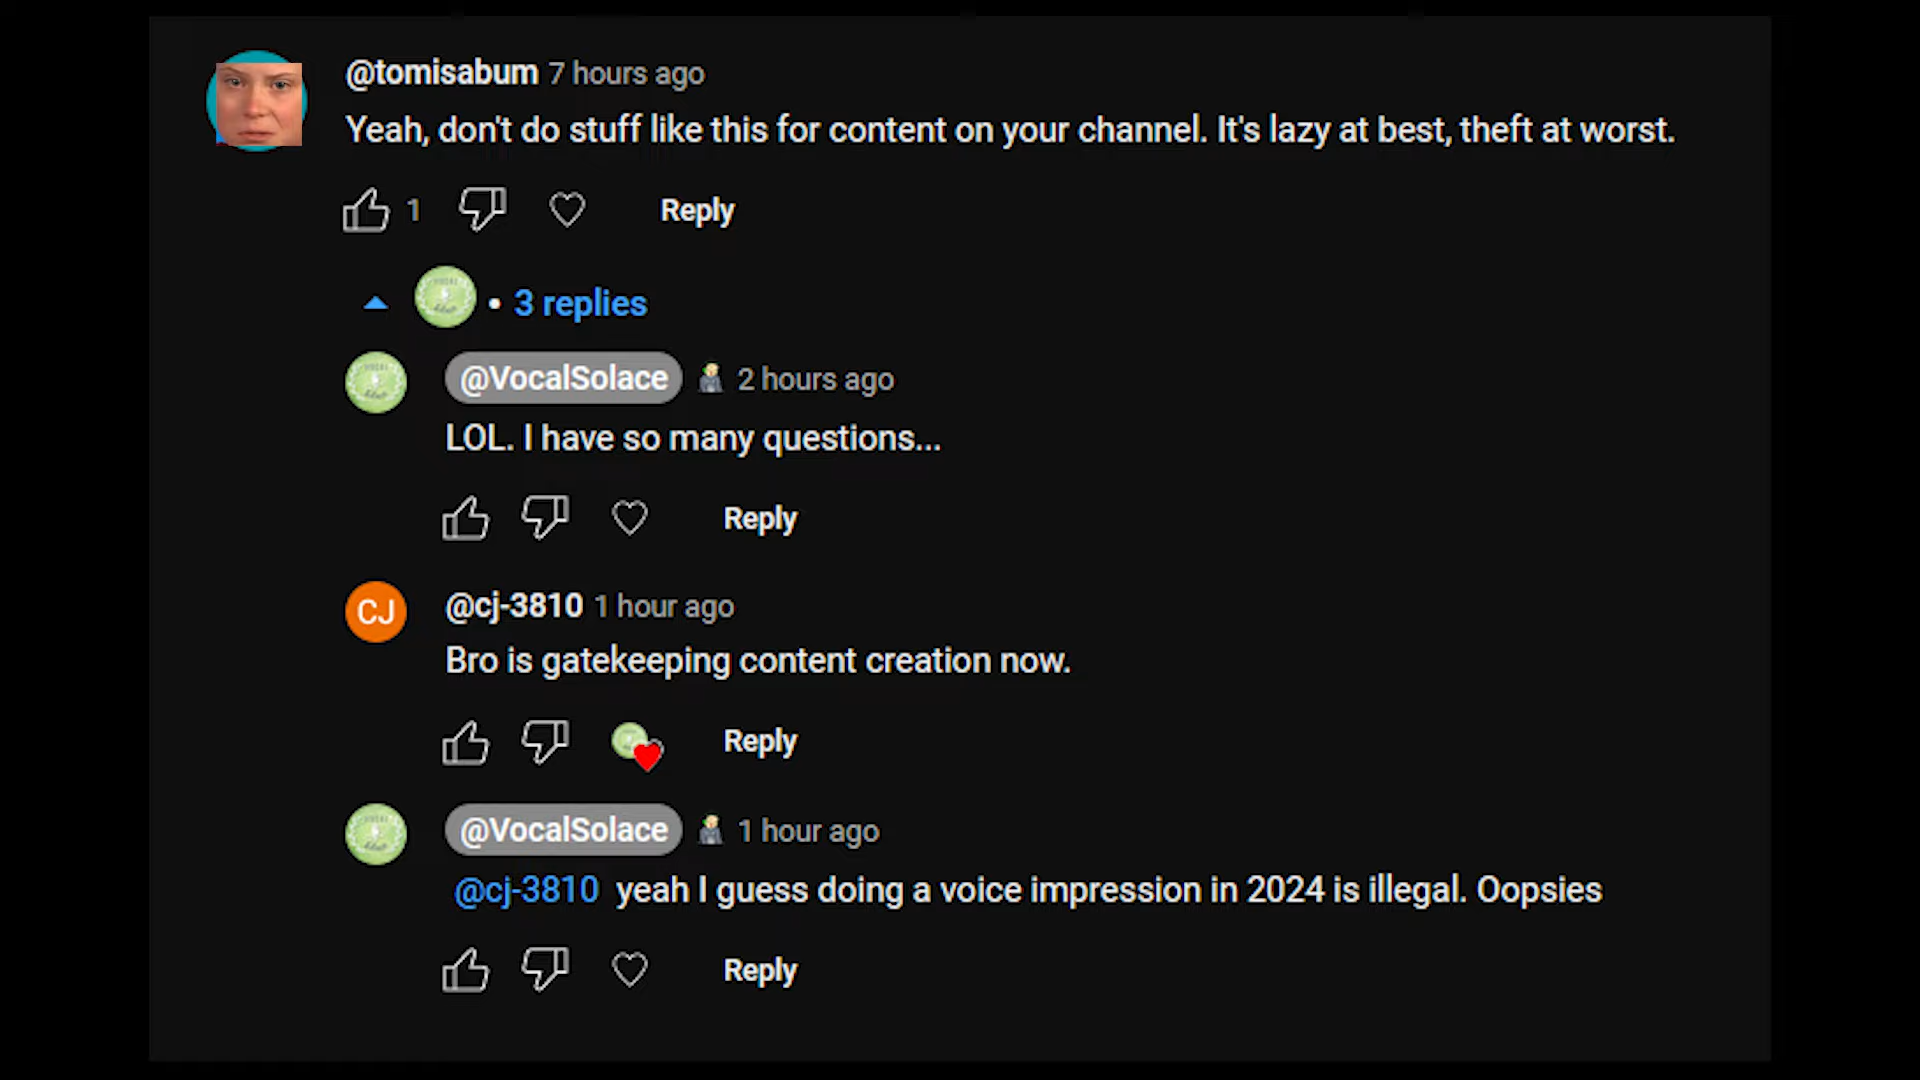 @tomisabum 7 hours ago
Yeah, don't do stuff like this for content on your channel. It's lazy at best, theft at worst.
1 Reply
• 3 replies
@VocalSolace 2 hours ago
LOL. I have so many questions...
Reply
CJ @cj-3810 1 hour ago
Bro is gatekeeping content creation now.
Reply
@VocalSolace 1 hour ago
@cj-3810 yeah I guess doing a voice impression in 2024 is illegal. Oopsies
Reply